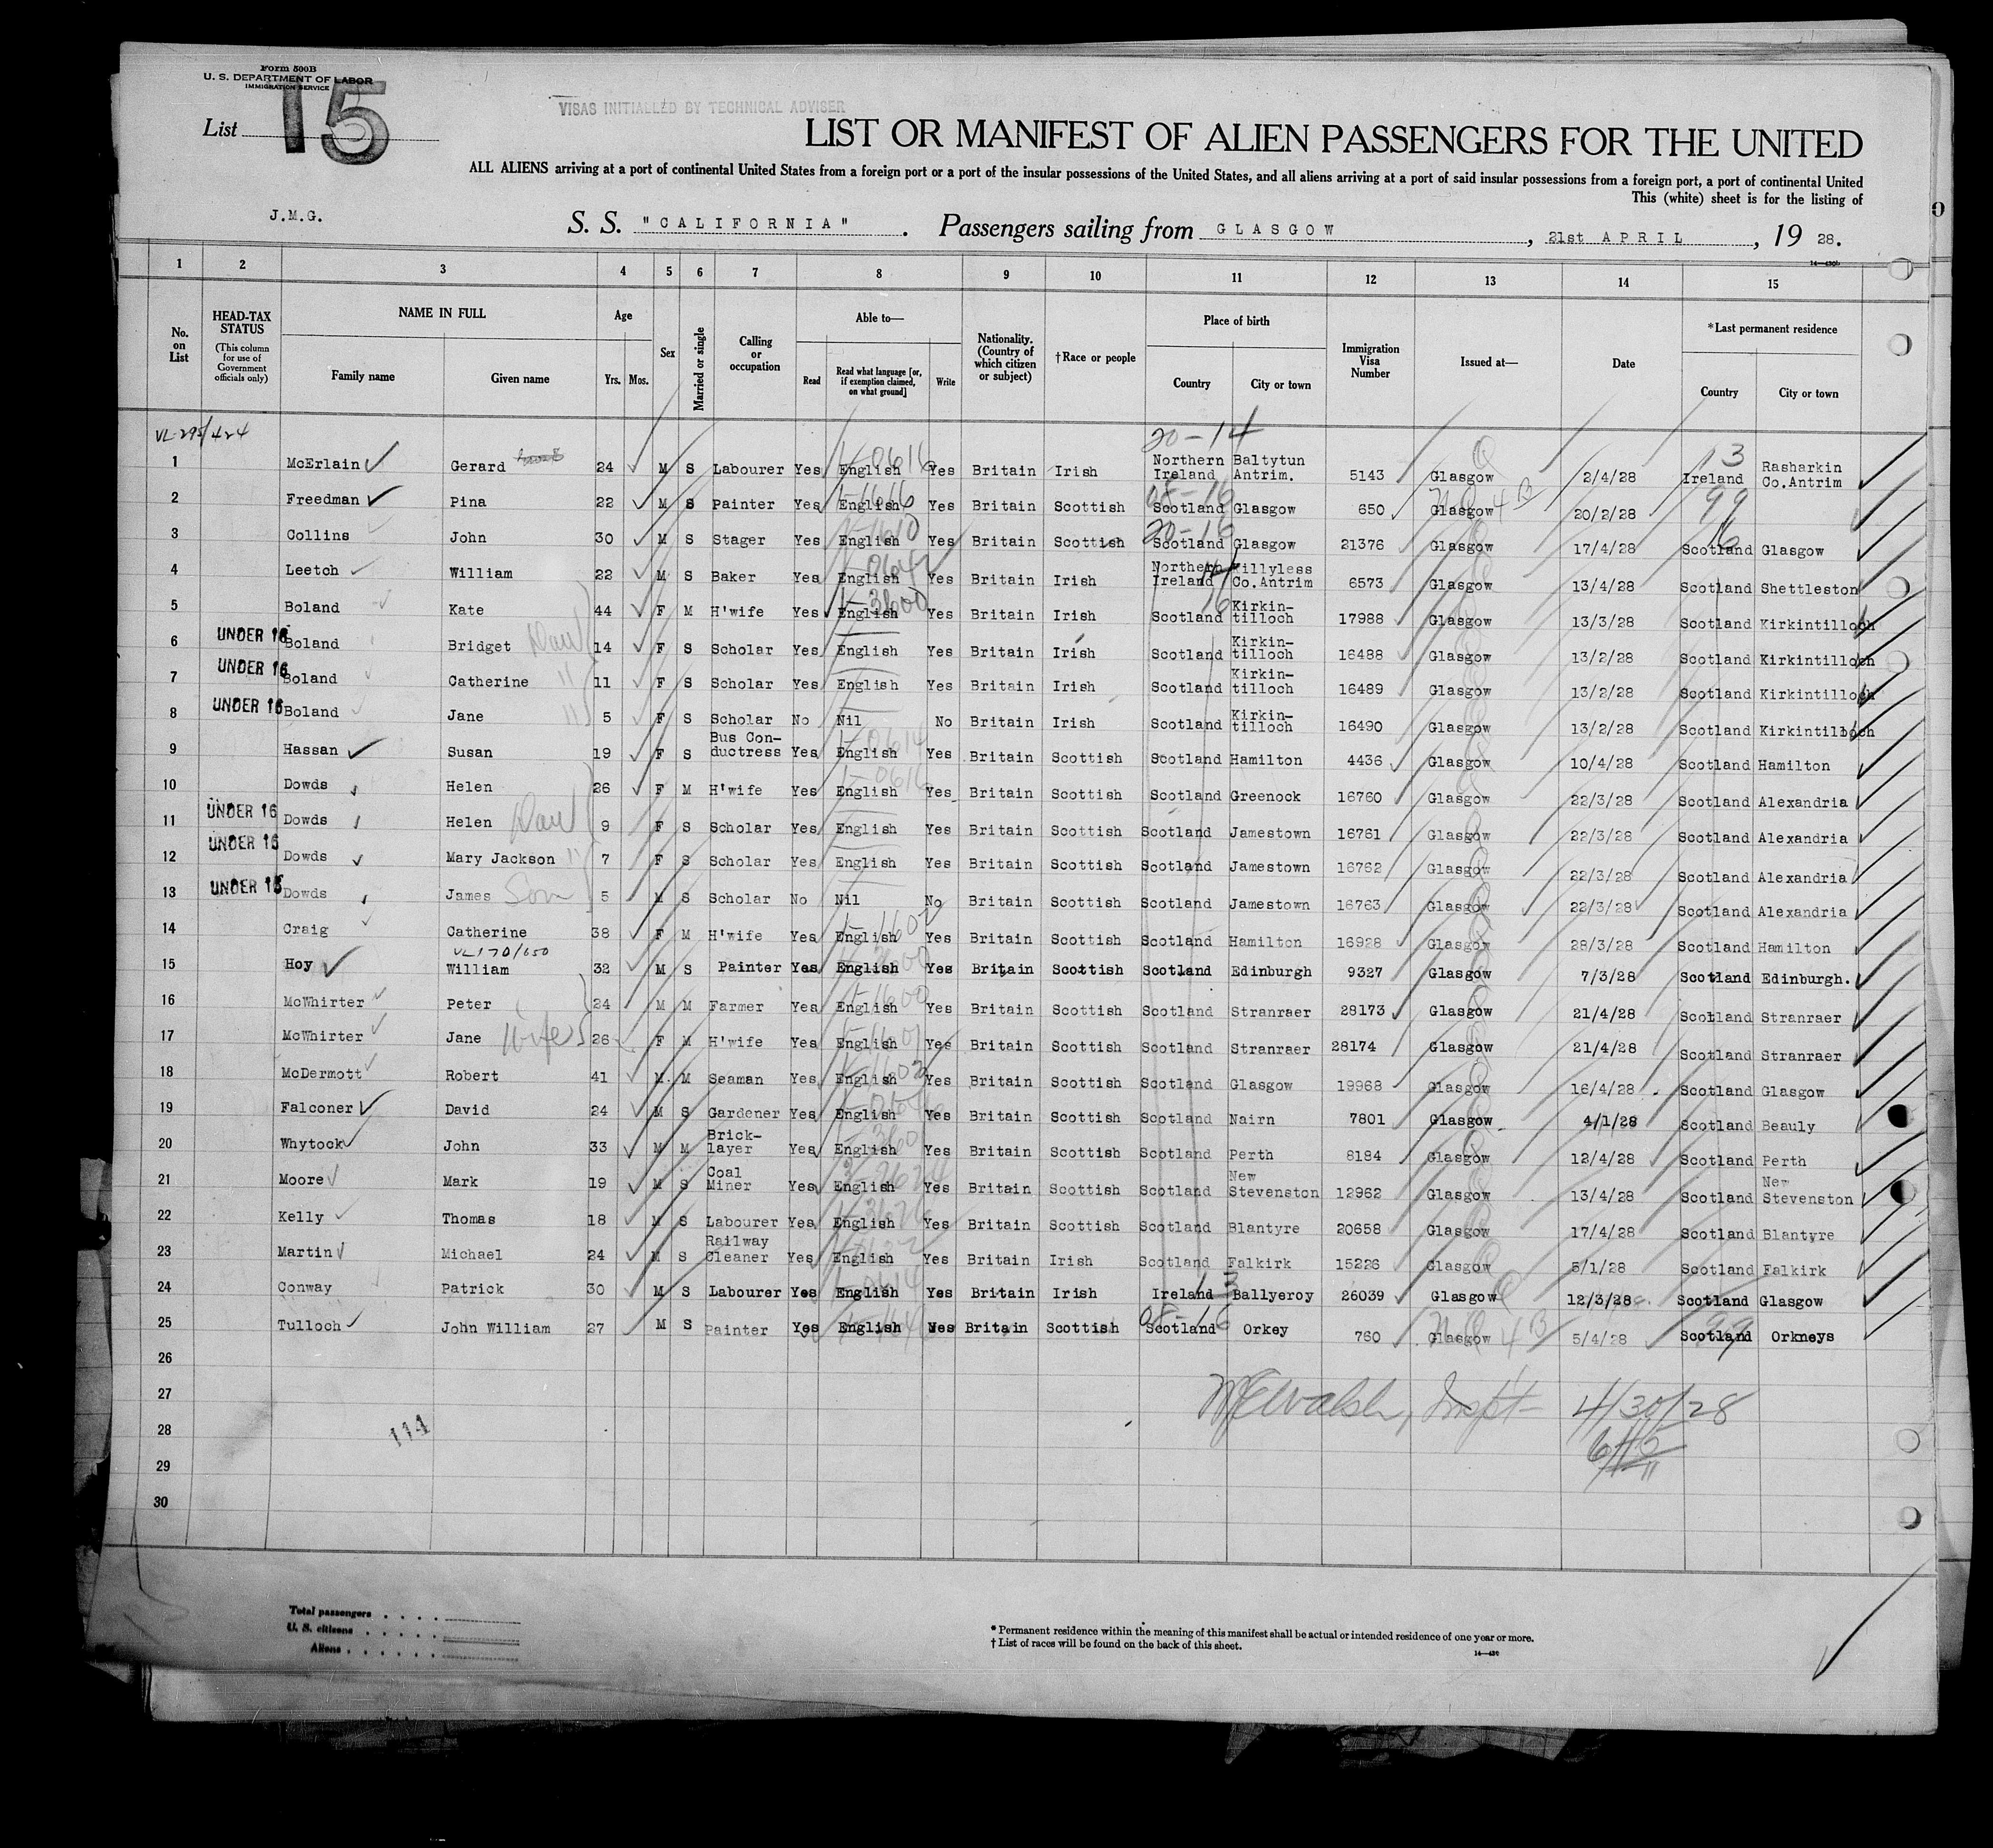 Form 500B
U. S. DEPARTMENT OF LABOR
IMMIGRATION SERVICE
List 15
VISAS INITIALLED BY TECHNICAL ADVISER
LIST OR MANIFEST OF ALIEN PASSENGERS FOR THE UNITED
ALL ALIENS arriving at a port of continental United States from a foreign port or a port of the insular possessions of the United States, and all aliens arriving at a port of said insular possessions from a foreign port, a port of continental United
This (white) sheet is for the listing of
J.M.G.
S. S. "CALIFORNIA". Passengers sailing from GLASGOW, 21st APRIL, 19 28.
1 2 3 4 5 6 7 8 9 10 11 12 13 14 15
No. on List
HEAD-TAX STATUS (This column for use of Government officials only)
NAME IN FULL
Family name Given name
Age
Yrs. Mos.
Sex
Married or single
Calling or occupation
Able to—
Read Read what language [or, if exemption claimed, on what ground] Write
Nationality. (Country of which citizen or subject)
†Race or people
Place of birth
Country City or town
Immigration Visa Number
Issued at—
Date
*Last permanent residence
Country City or town
VL-295/424
20-14
1 McErlain Gerard 24 M S Labourer Yes English Yes Britain Irish Northern Ireland Baltytun Antrim. 5143 Glasgow 2/4/28 Ireland Rasharkin Co.Antrim
2 Freedman Pina 22 M S Painter Yes English Yes Britain Scottish Scotland Glasgow 650 Glasgow 20/2/28 99
3 Collins John 30 M S Stager Yes English Yes Britain Scottish Scotland Glasgow 21376 Glasgow 17/4/28 Scotland Glasgow
4 Leetch William 22 M S Baker Yes English Yes Britain Irish Northern Ireland Co.Antrim 6573 Glasgow 13/4/28 Scotland Shettleston
5 Boland Kate 44 F M H'wife Yes English Yes Britain Irish Scotland Kirkin-tilloch 17988 Glasgow 13/3/28 Scotland Kirkintilloch
6 UNDER 16 Boland Bridget 14 F S Scholar Yes English Yes Britain Irish Scotland Kirkin-tilloch 16488 Glasgow 13/2/28 Scotland Kirkintilloch
7 UNDER 16 Boland Catherine 11 F S Scholar Yes English Yes Britain Irish Scotland Kirkin-tilloch 16489 Glasgow 13/2/28 Scotland Kirkintilloch
8 UNDER 16 Boland Jane 5 F S Scholar No Nil No Britain Irish Scotland Kirkin-tilloch 16490 Glasgow 13/2/28 Scotland Kirkintilloch
9 Hassan Susan 19 F S Bus Con-ductress Yes English Yes Britain Scottish Scotland Hamilton 4436 Glasgow 10/4/28 Scotland Hamilton
10 Dowds Helen 26 F M H'wife Yes English Yes Britain Scottish Scotland Greenock 16760 Glasgow 22/3/28 Scotland Alexandria
11 UNDER 16 Dowds Helen 9 F S Scholar Yes English Yes Britain Scottish Scotland Jamestown 16761 Glasgow 22/3/28 Scotland Alexandria
12 UNDER 16 Dowds Mary Jackson 7 F S Scholar Yes English Yes Britain Scottish Scotland Jamestown 16762 Glasgow 22/3/28 Scotland Alexandria
13 UNDER 16 Dowds James Son 5 M S Scholar No Nil No Britain Scottish Scotland Jamestown 16763 Glasgow 22/3/28 Scotland Alexandria
14 Craig Catherine 38 F M H'wife Yes English Yes Britain Scottish Scotland Hamilton 16928 Glasgow 28/3/28 Scotland Hamilton
VL170/650
15 Hoy William 32 M S Painter Yes English Yes Britain Scottish Scotland Edinburgh 9327 Glasgow 7/3/28 Scotland Edinburgh.
16 McWhirter Peter 24 M M Farmer Yes English Yes Britain Scottish Scotland Stranraer 28173 Glasgow 21/4/28 Scotland Stranraer
17 McWhirter Jane Wife 26 F M H'wife Yes English Yes Britain Scottish Scotland Stranraer 28174 Glasgow 21/4/28 Scotland Stranraer
18 McDermott Robert 41 M. M Seaman Yes English Yes Britain Scottish Scotland Glasgow 19968 Glasgow 16/4/28 Scotland Glasgow
19 Falconer David 24 M S Gardener Yes English Yes Britain Scottish Scotland Nairn 7801 Glasgow 4/1/28 Scotland Beauly
20 Whytock John 33 M M Brick-layer Yes English Yes Britain Scottish Scotland Perth 8184 Glasgow 12/4/28 Scotland Perth
21 Moore Mark 19 M S Coal Miner Yes English Yes Britain Scottish Scotland New Stevenston 12962 Glasgow 13/4/28 Scotland New Stevenston
22 Kelly Thomas 18 M S Labourer Yes English Yes Britain Scottish Scotland Blantyre 20658 Glasgow 17/4/28 Scotland Blantyre
23 Martin Michael 24 M S Railway Cleaner Yes English Yes Britain Irish Scotland Falkirk 15226 Glasgow 5/1/28 Scotland Falkirk
24 Conway Patrick 30 M S Labourer Yes English Yes Britain Irish Ireland Ballyeroy 26039 Glasgow 12/3/28 Scotland Glasgow
25 Tulloch John William 27 M S Painter Yes English Yes Britain Scottish Scotland Orkey 760 Glasgow 5/4/28 Scotland Orkneys
26
27 Walsh, Inspt 4/30/28
28 114
29
30
Total passengers
U. S. citizens
Aliens
* Permanent residence within the meaning of this manifest shall be actual or intended residence of one year or more.
† List of races will be found on the back of this sheet.